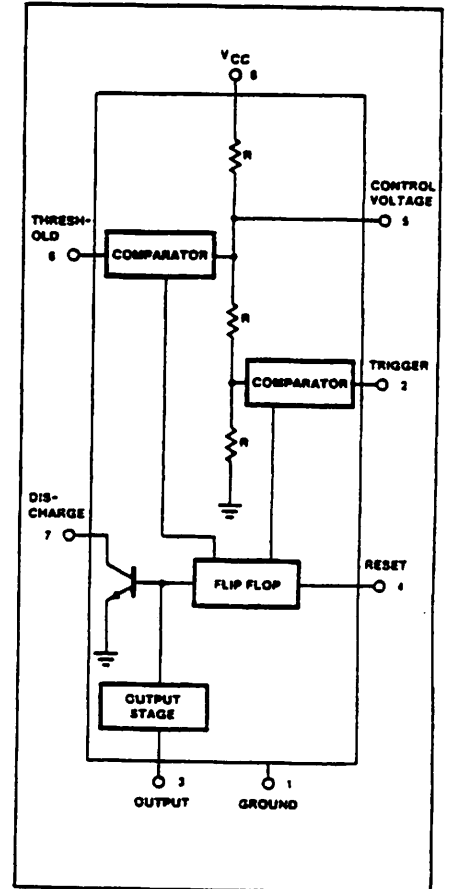 VCC
8
R
CONTROL
VOLTAGE
5
THRESH-
OLD
6
COMPARATOR
R
TRIGGER
COMPARATOR
2
R
DIS-
CHARGE
7
FLIP FLOP
RESET
4
OUTPUT
STAGE
3
1
OUTPUT
GROUND